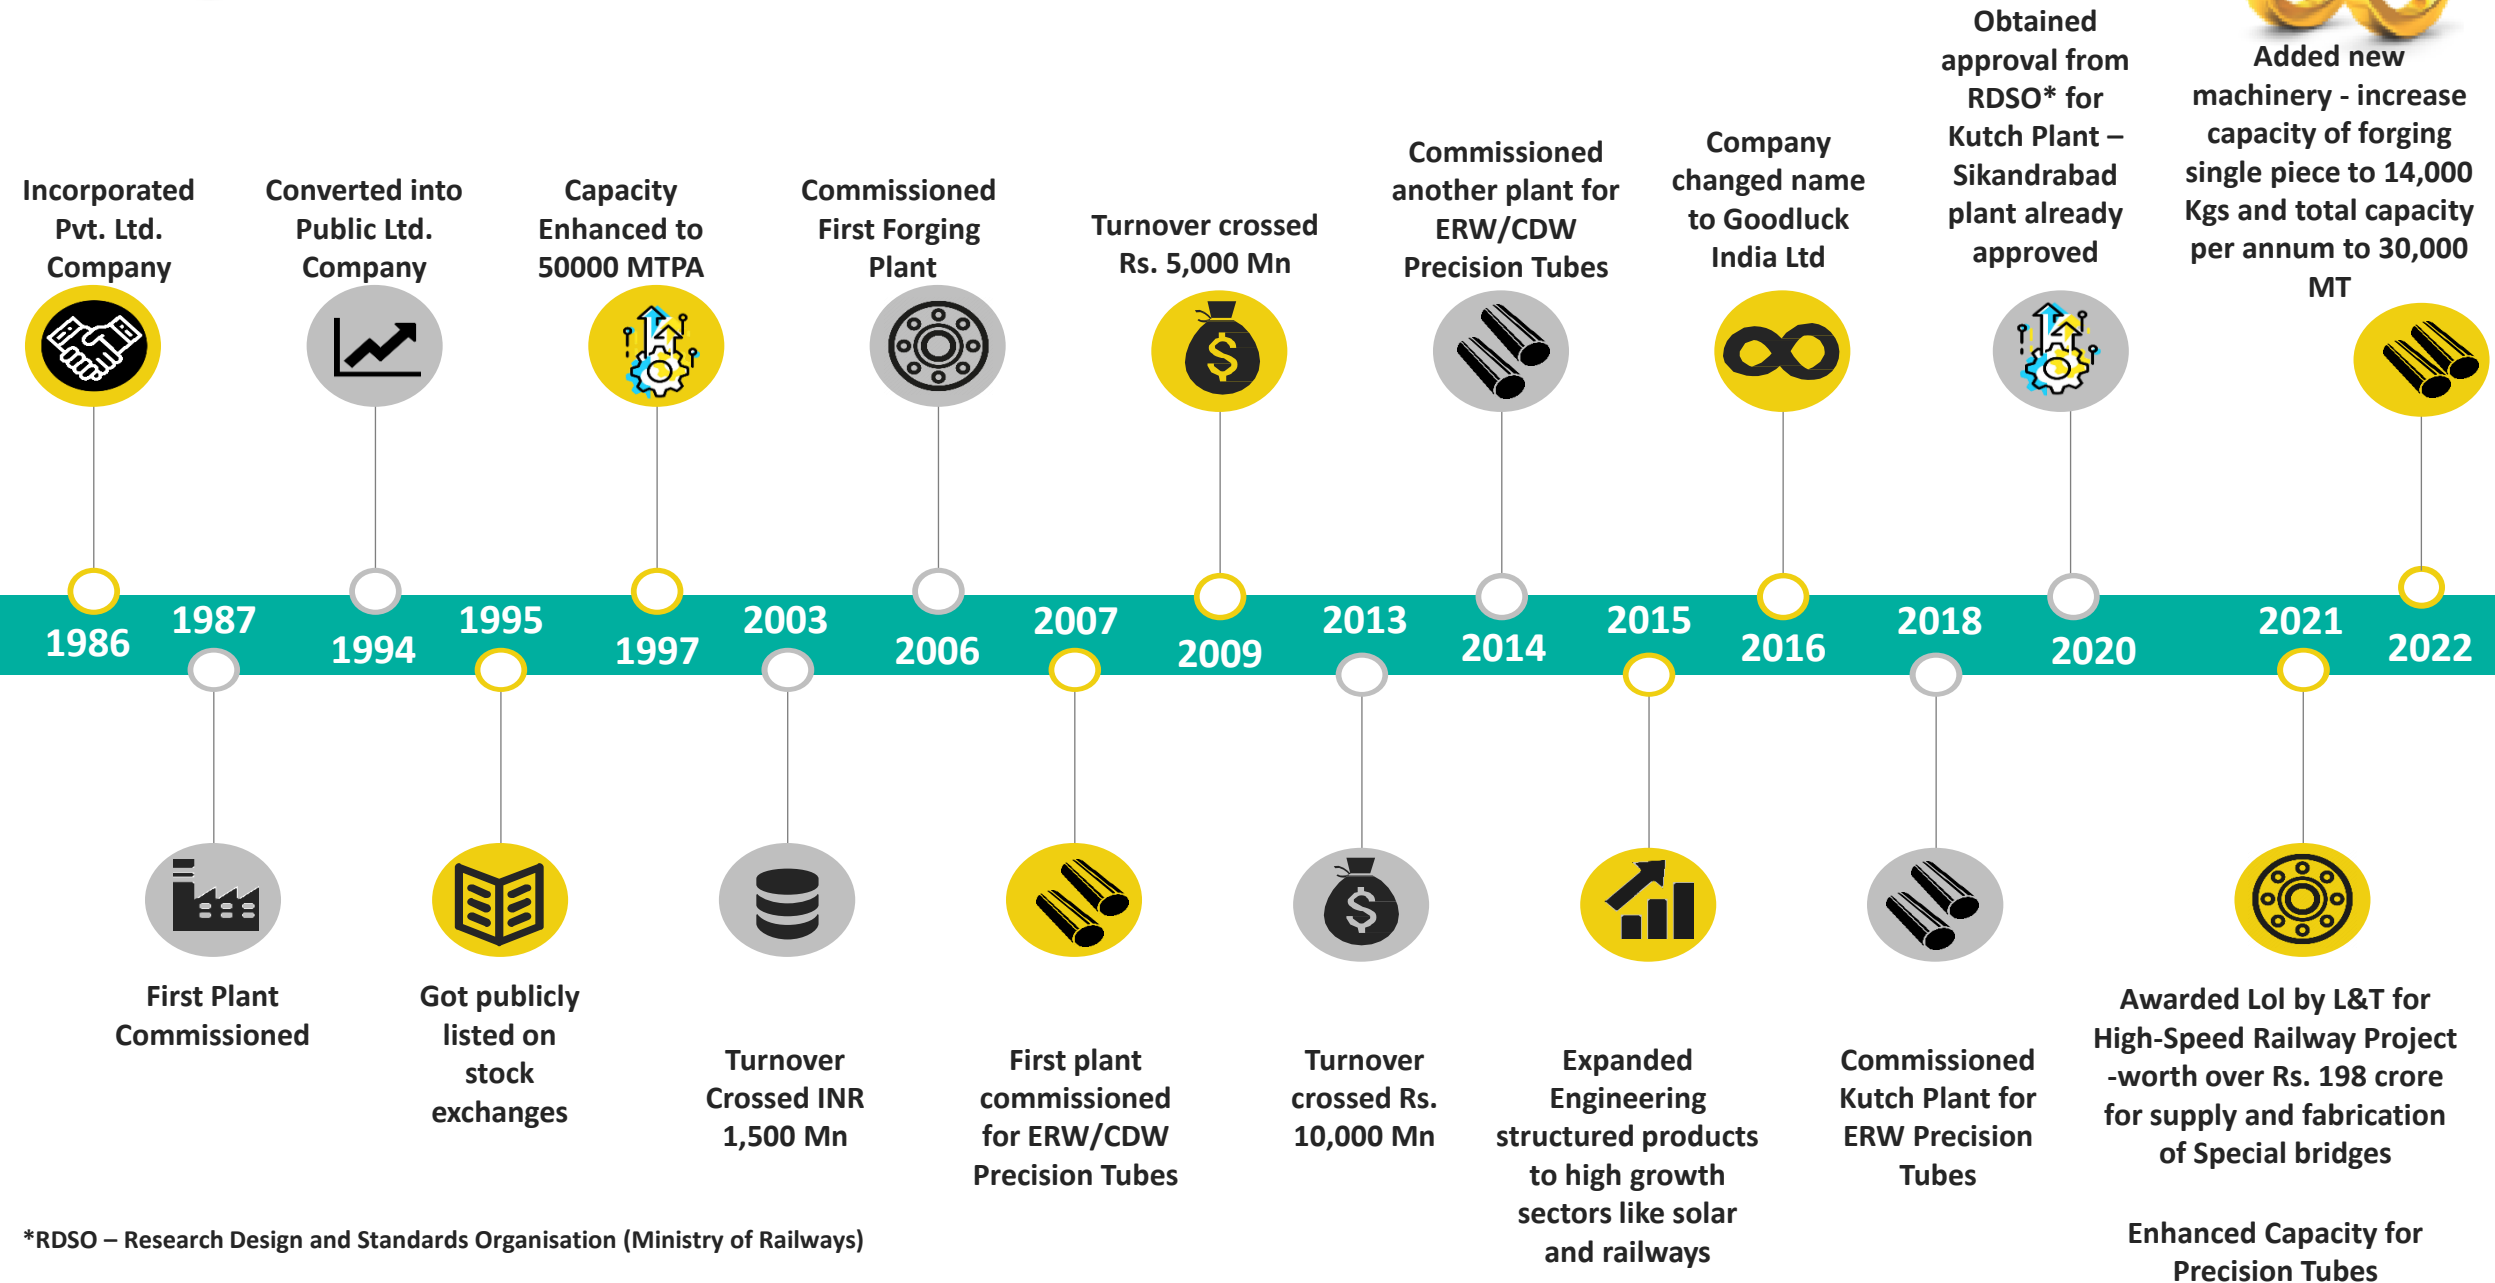 Incorporated
Pvt. Ltd.
Company
Converted into
Public Ltd.
Company
Capacity
Enhanced to
50000 MTPA
Commissioned
First Forging
Plant
Turnover crossed
Rs. 5,000 Mn
Commissioned
another plant for
ERW/CDW
Precision Tubes
Company
changed name
to Goodluck
India Ltd
Obtained
approval from
RDSO* for
Kutch Plant –
Sikandrabad
plant already
approved
Added new
machinery - increase
capacity of forging
single piece to 14,000
Kgs and total capacity
per annum to 30,000
MT
1986
1987
1994
1995
1997
2003
2006
2007
2009
2013
2014
2015
2016
2018
2020
2021
2022
First Plant
Commissioned
Got publicly
listed on
stock
exchanges
Turnover
Crossed INR
1,500 Mn
First plant
commissioned
for ERW/CDW
Precision Tubes
Turnover
crossed Rs.
10,000 Mn
Expanded
Engineering
structured products
to high growth
sectors like solar
and railways
Commissioned
Kutch Plant for
ERW Precision
Tubes
Awarded LoI by L&T for
High-Speed Railway Project
-worth over Rs. 198 crore
for supply and fabrication
of Special bridges
Enhanced Capacity for
Precision Tubes
*RDSO – Research Design and Standards Organisation (Ministry of Railways)